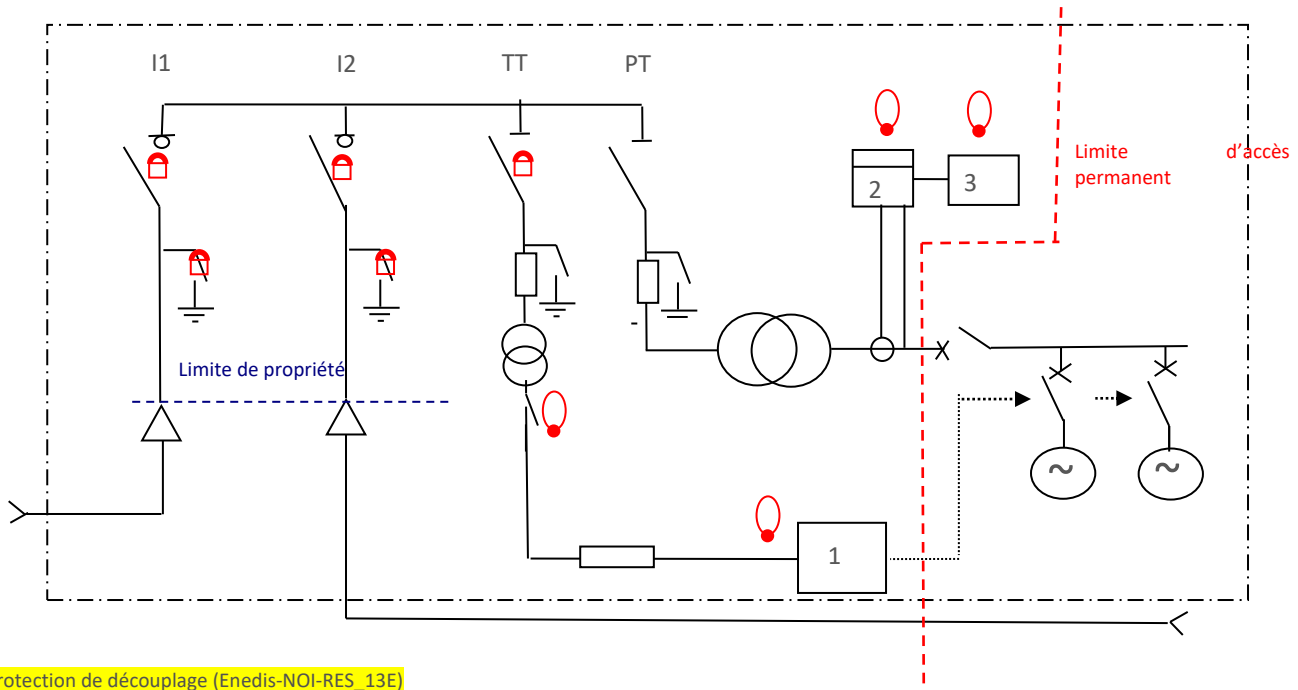 I1 I2 TT PT
Limite d'accès
permanent
2 3
Limite de propriété
~ ~
1
rotection de découplage (Enedis-NOI-RES_13E)